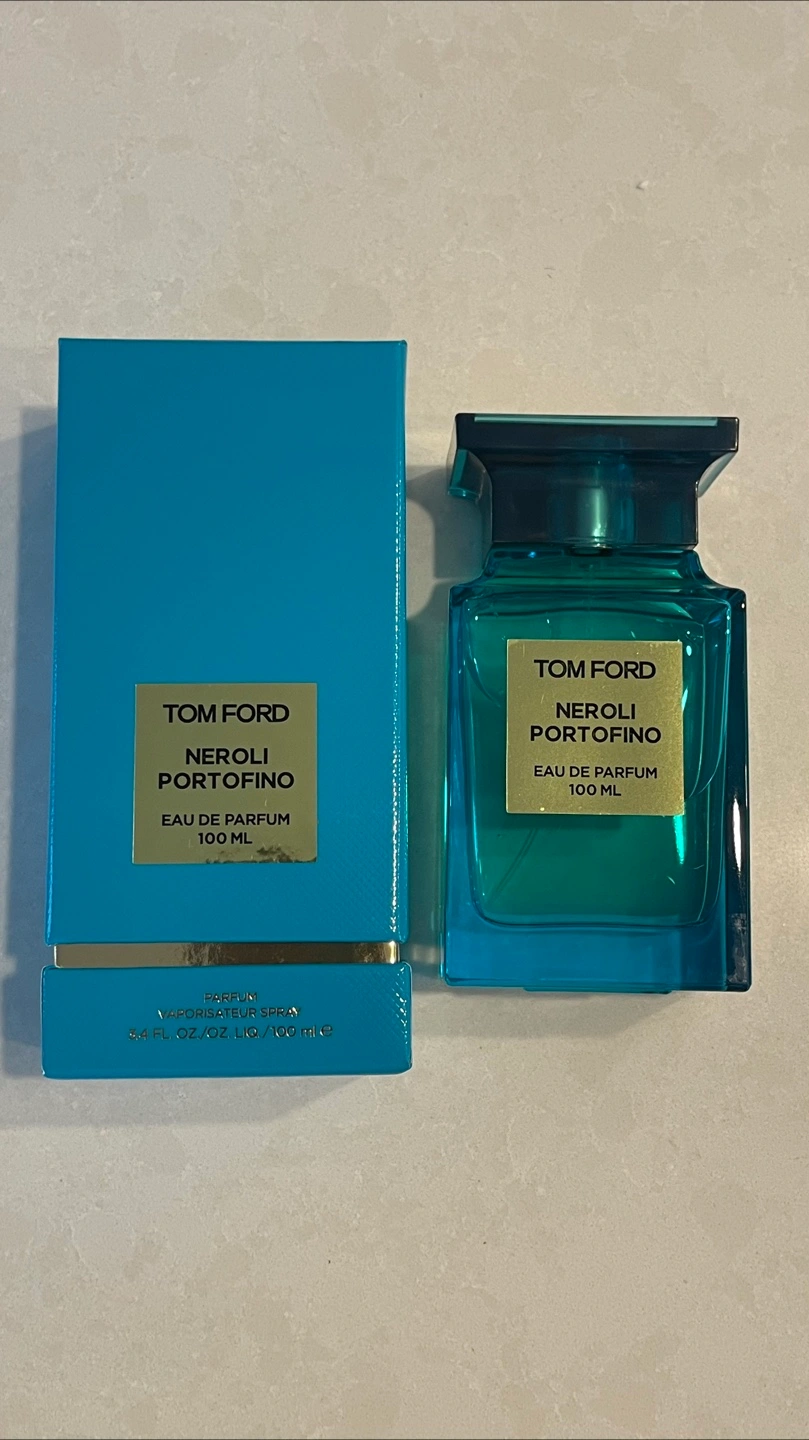 TOM FORD
NEROLI
PORTOFINO
EAU DE PARFUM
100 ML
PARFUM
VAPORISATEUR SPRAY
3.4 FL. OZ./OZ. LIQ. / 100 ml ℮
TOM FORD
NEROLI
PORTOFINO
EAU DE PARFUM
100 ML